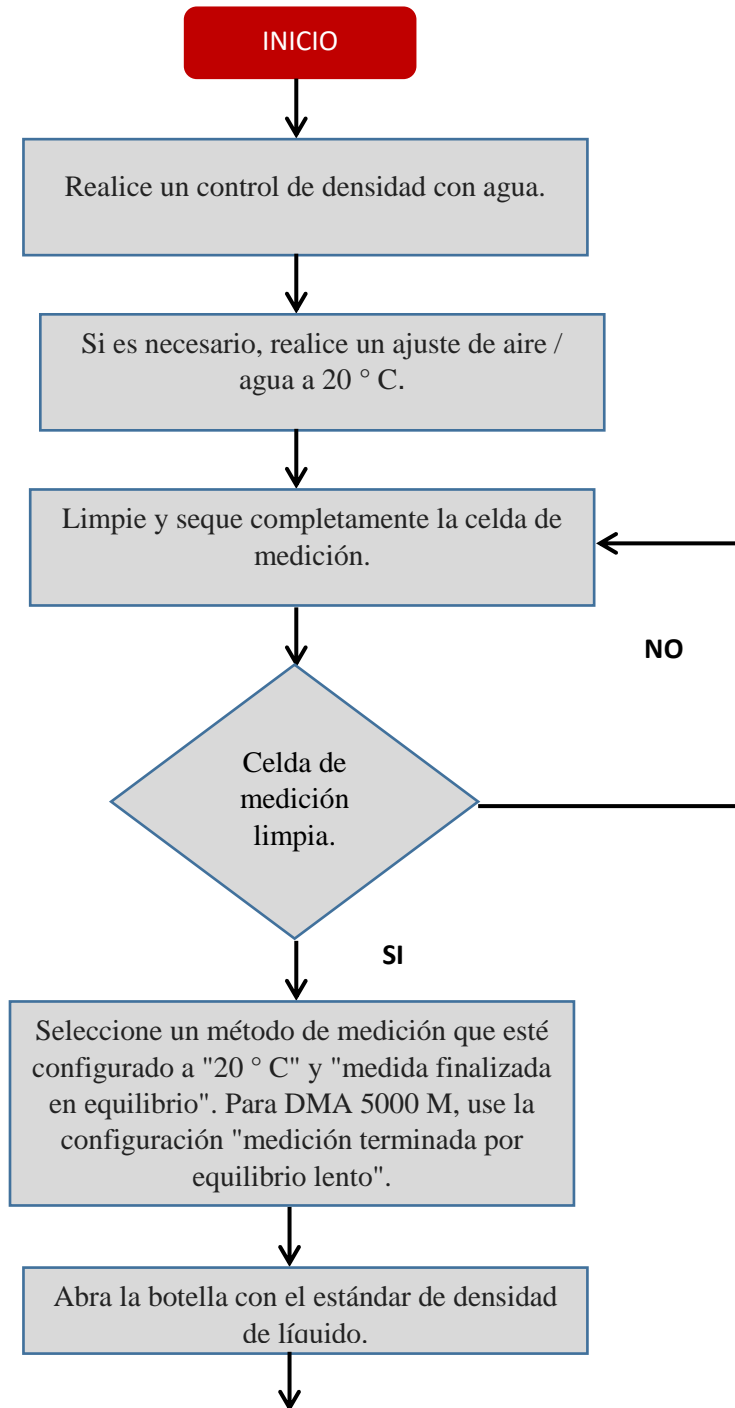 INICIO
Realice un control de densidad con agua.
Si es necesario, realice un ajuste de aire /
agua a 20 ° C.
Limpie y seque completamente la celda de
medición.
NO
Celda de
medición
limpia.
SI
Seleccione un método de medición que esté
configurado a "20 ° C" y "medida finalizada
en equilibrio". Para DMA 5000 M, use la
configuración "medición terminada por
equilibrio lento".
Abra la botella con el estándar de densidad
de líquido.